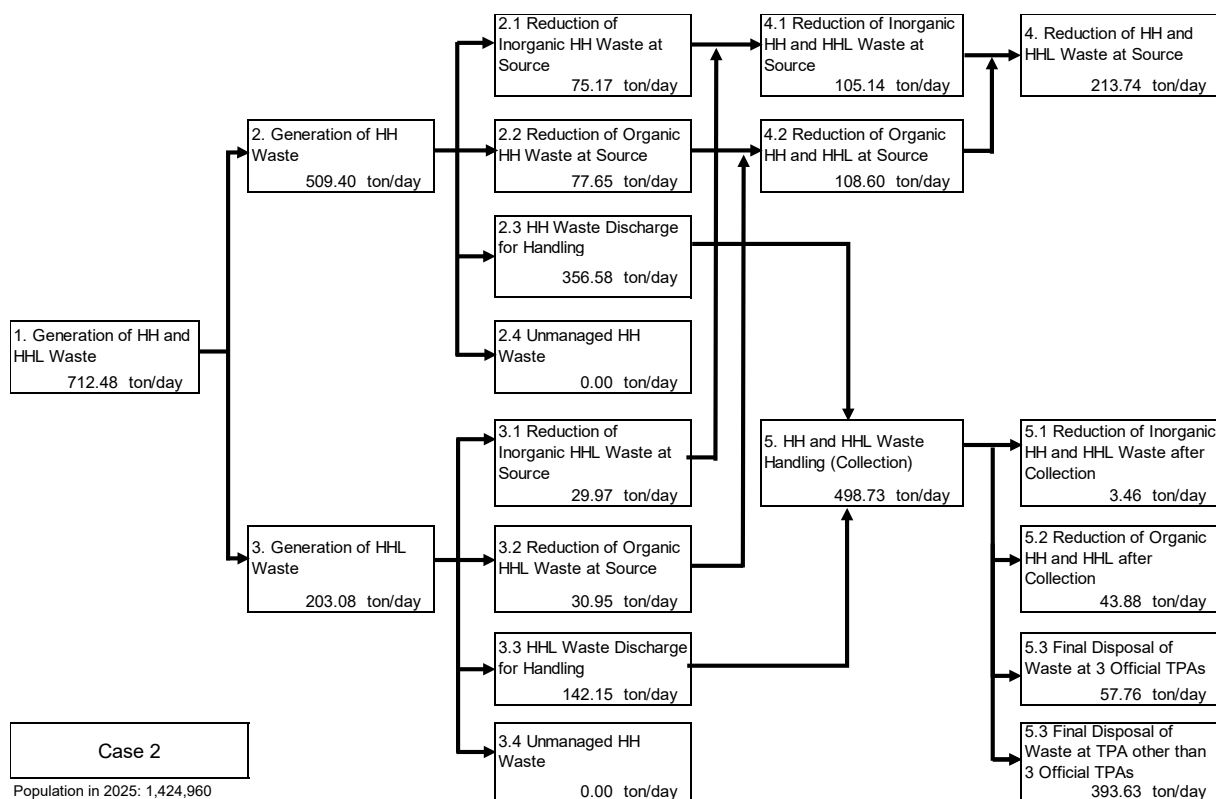 2.1 Reduction of
Inorganic HH Waste at
Source
75.17 ton/day
4.1 Reduction of Inorganic
HH and HHL Waste at
Source
105.14 ton/day
4. Reduction of HH and
HHL Waste at Source
213.74 ton/day
2. Generation of HH
Waste
509.40 ton/day
2.2 Reduction of Organic
HH Waste at Source
77.65 ton/day
4.2 Reduction of Organic
HH and HHL at Source
108.60 ton/day
2.3 HH Waste Discharge
for Handling
356.58 ton/day
1. Generation of HH and
HHL Waste
712.48 ton/day
2.4 Unmanaged HH
Waste
0.00 ton/day
3.1 Reduction of
Inorganic HHL Waste at
Source
29.97 ton/day
5. HH and HHL Waste
Handling (Collection)
498.73 ton/day
5.1 Reduction of Inorganic
HH and HHL Waste after
Collection
3.46 ton/day
3. Generation of HHL
Waste
203.08 ton/day
3.2 Reduction of Organic
HHL Waste at Source
30.95 ton/day
5.2 Reduction of Organic
HH and HHL after
Collection
43.88 ton/day
3.3 HHL Waste Discharge
for Handling
142.15 ton/day
5.3 Final Disposal of
Waste at 3 Official TPAs
57.76 ton/day
3.4 Unmanaged HH
Waste
0.00 ton/day
5.3 Final Disposal of
Waste at TPA other than
3 Official TPAs
393.63 ton/day
Case 2
Population in 2025: 1,424,960